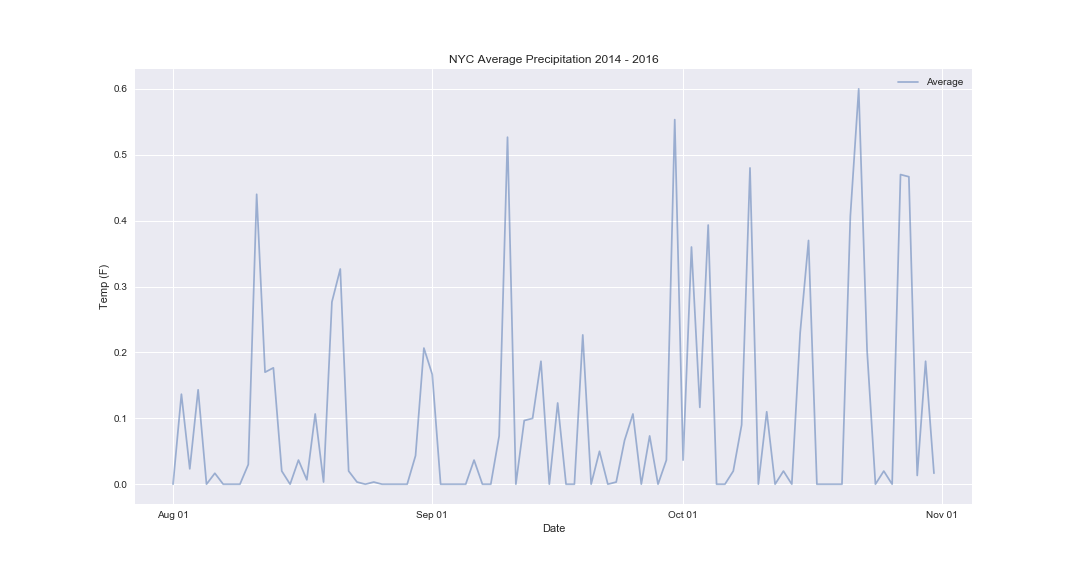 NYC Average Precipitation 2014 - 2016
Average
0.6
0.5
0.4
0.3
0.2
0.1
0.0
Temp (F)
Aug 01 Sep 01 Oct 01 Nov 01
Date